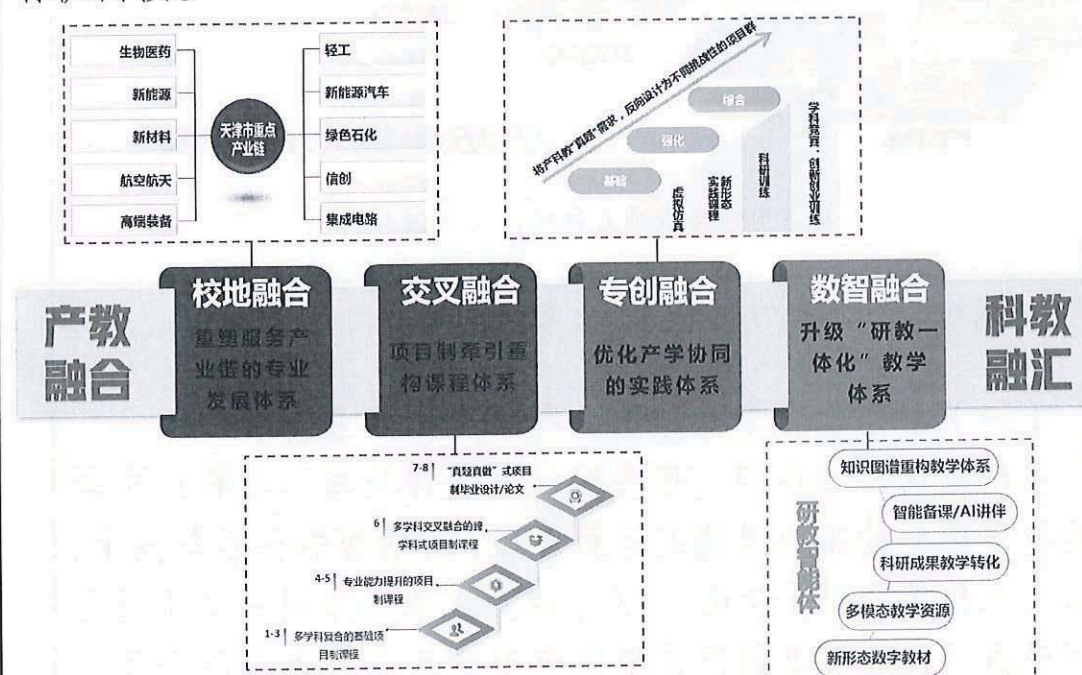 生物医药
新能源
新材料
航空航天
高端装备
天津市重点
产业链
轻工
新能源汽车
绿色石化
信创
集成电路
将产科教“真题”需求，反向设计为不同挑战性的项目群
基础
强化
综合
虚拟仿真
新形态
实践课程
科研训练
学科竞赛、创新创业训练
产教
融合
校地融合
重塑服务产
业链的专业
发展体系
交叉融合
项目制牵引重
构课程体系
专创融合
优化产学协同
的实践体系
数智融合
升级“研教一
体化”教学
体系
科教
融汇
7-8 “真题真做”式项目
制毕业设计/论文
6 多学科交叉融合的跨
学科式项目制课程
4-5 专业能力提升的项目
制课程
1-3 多学科复合的基础项
目制课程
研教智能体
知识图谱重构教学体系
智能备课/AI讲伴
科研成果教学转化
多模态教学资源
新形态数字教材